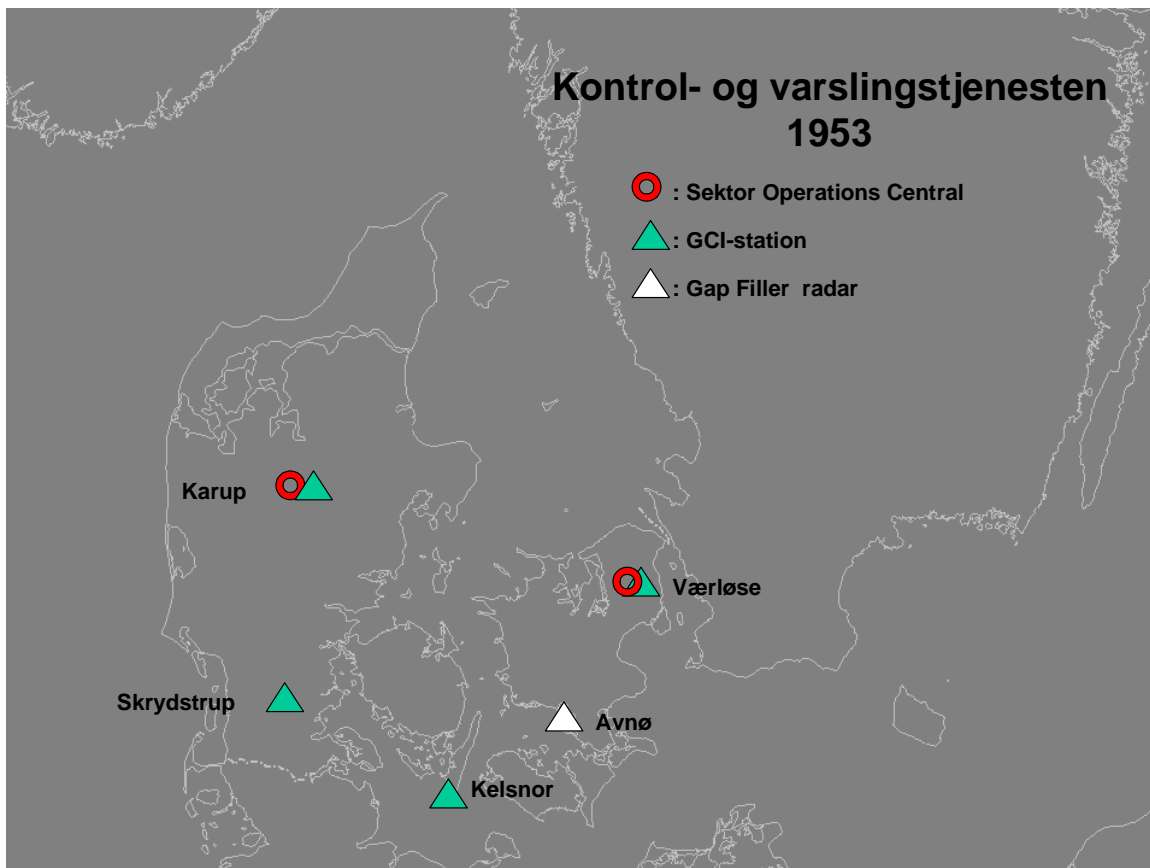 Kontrol- og varslingstjenesten
1953
: Sektor Operations Central
: GCI-station
: Gap Filler radar
Karup
Værløse
Skrydstrup
Avnø
Kelsnor